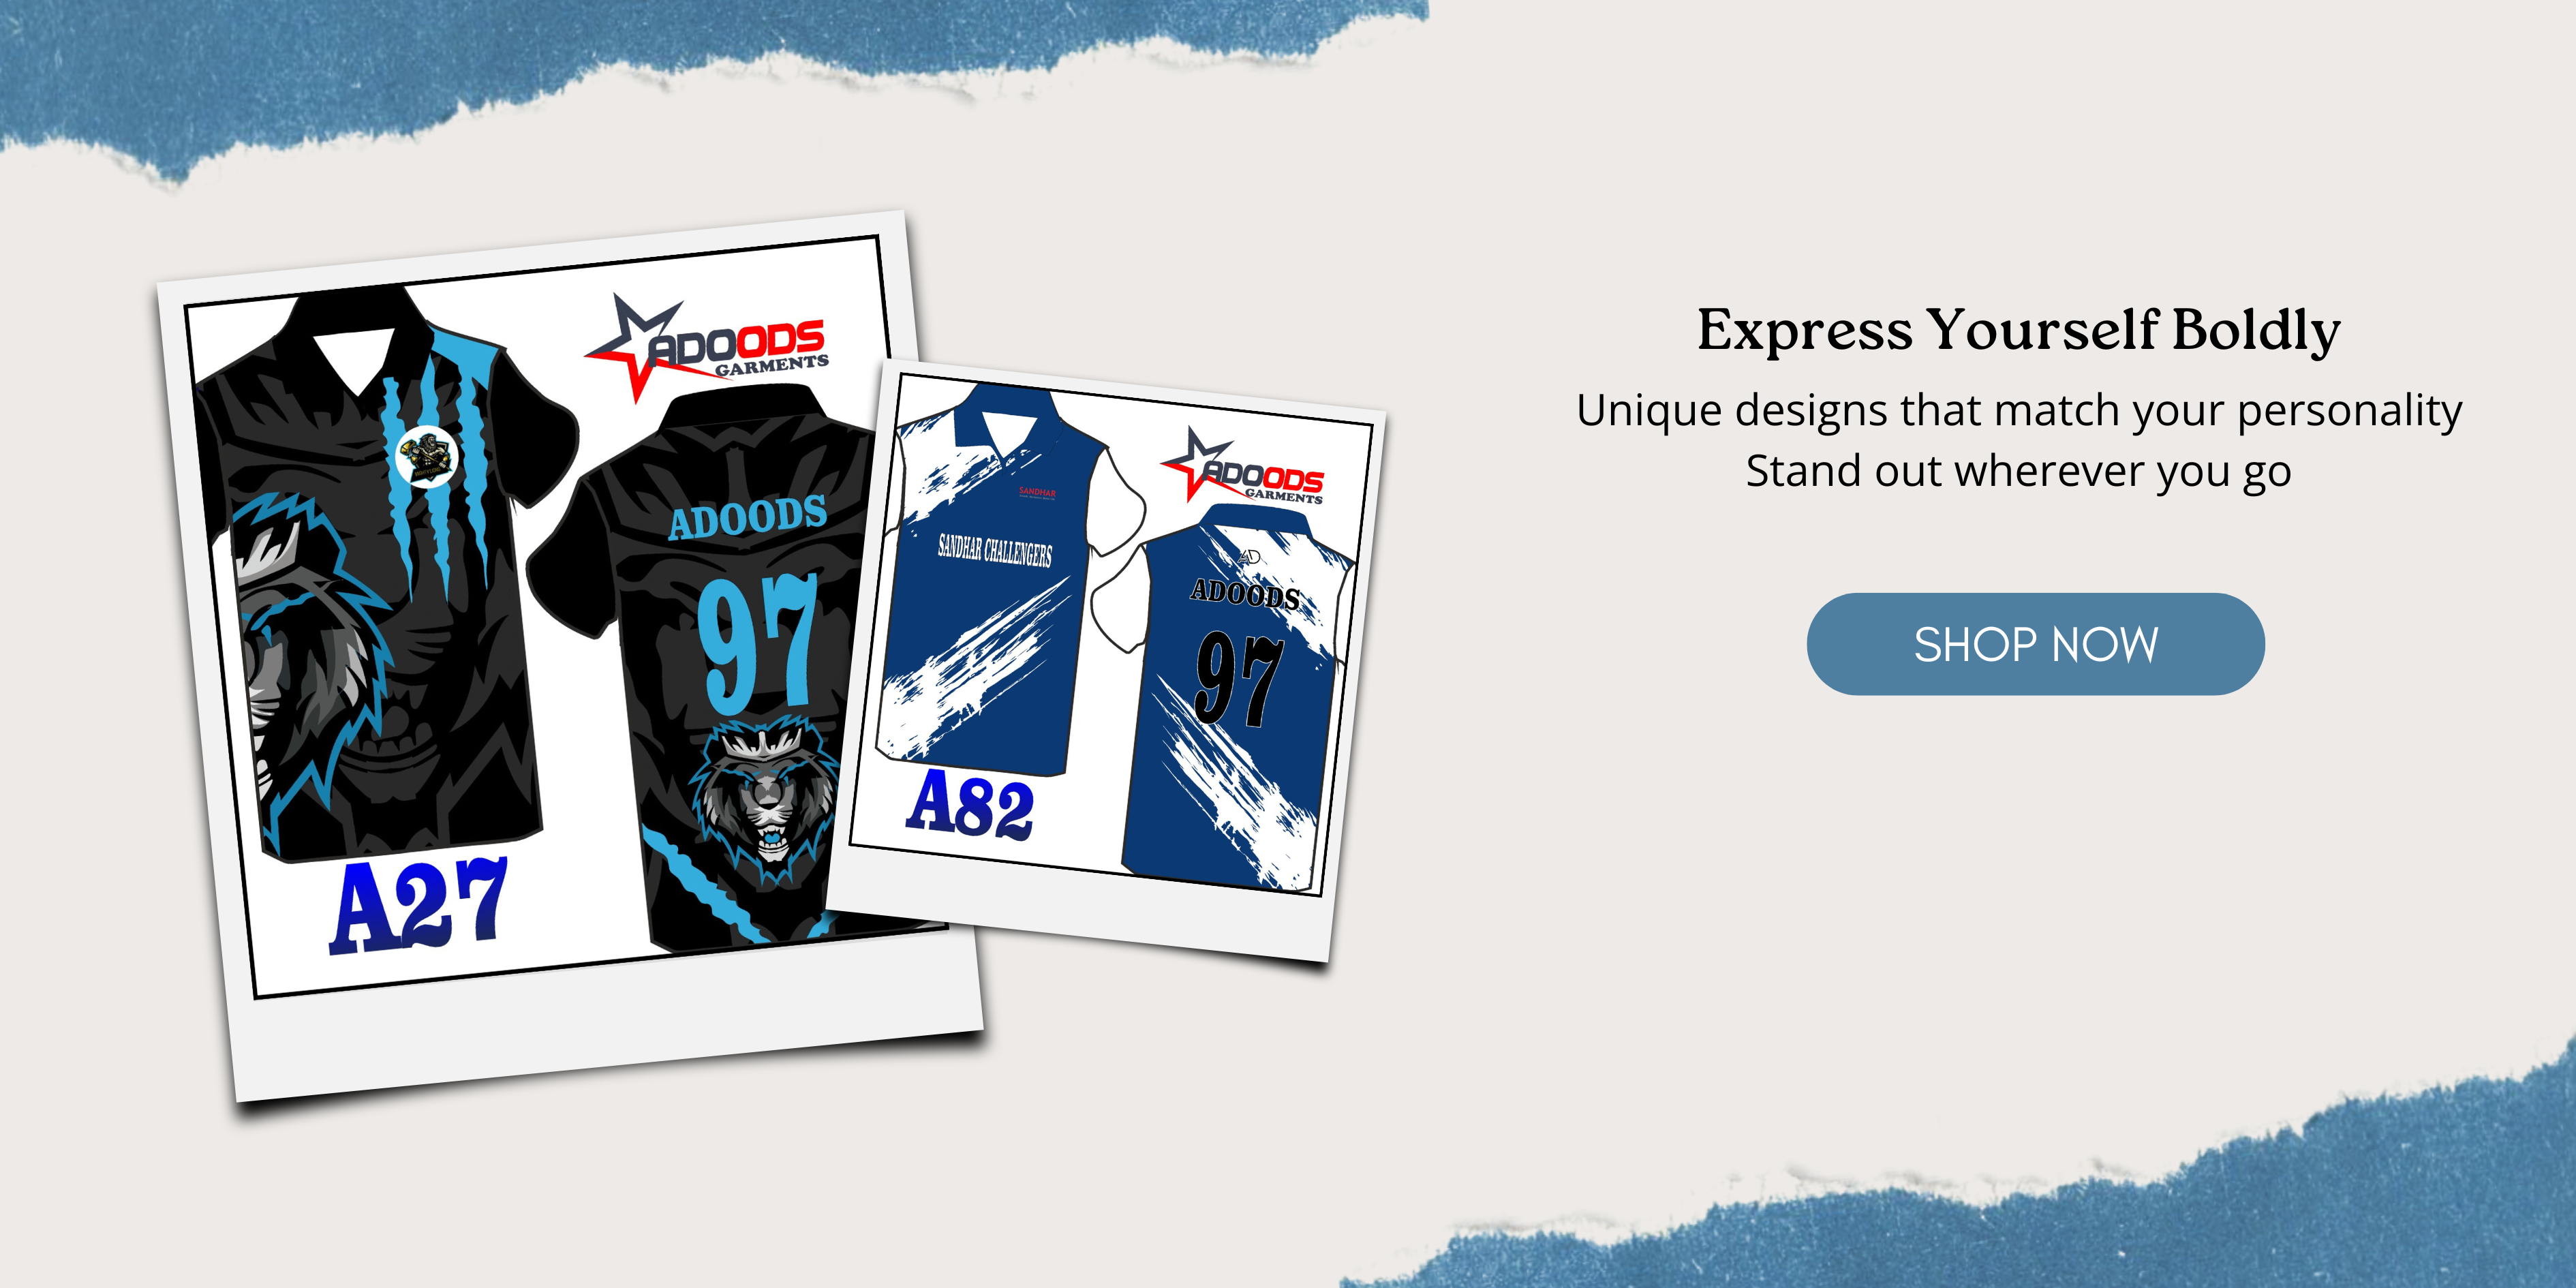 ADOODS
GARMENTS
ADOODS
97
A27
ADOODS
GARMENTS
SANDHAR
SANDHAR CHALLENGERS
AD
ADOODS
97
A82
Express Yourself Boldly
Unique designs that match your personality
Stand out wherever you go
SHOP NOW